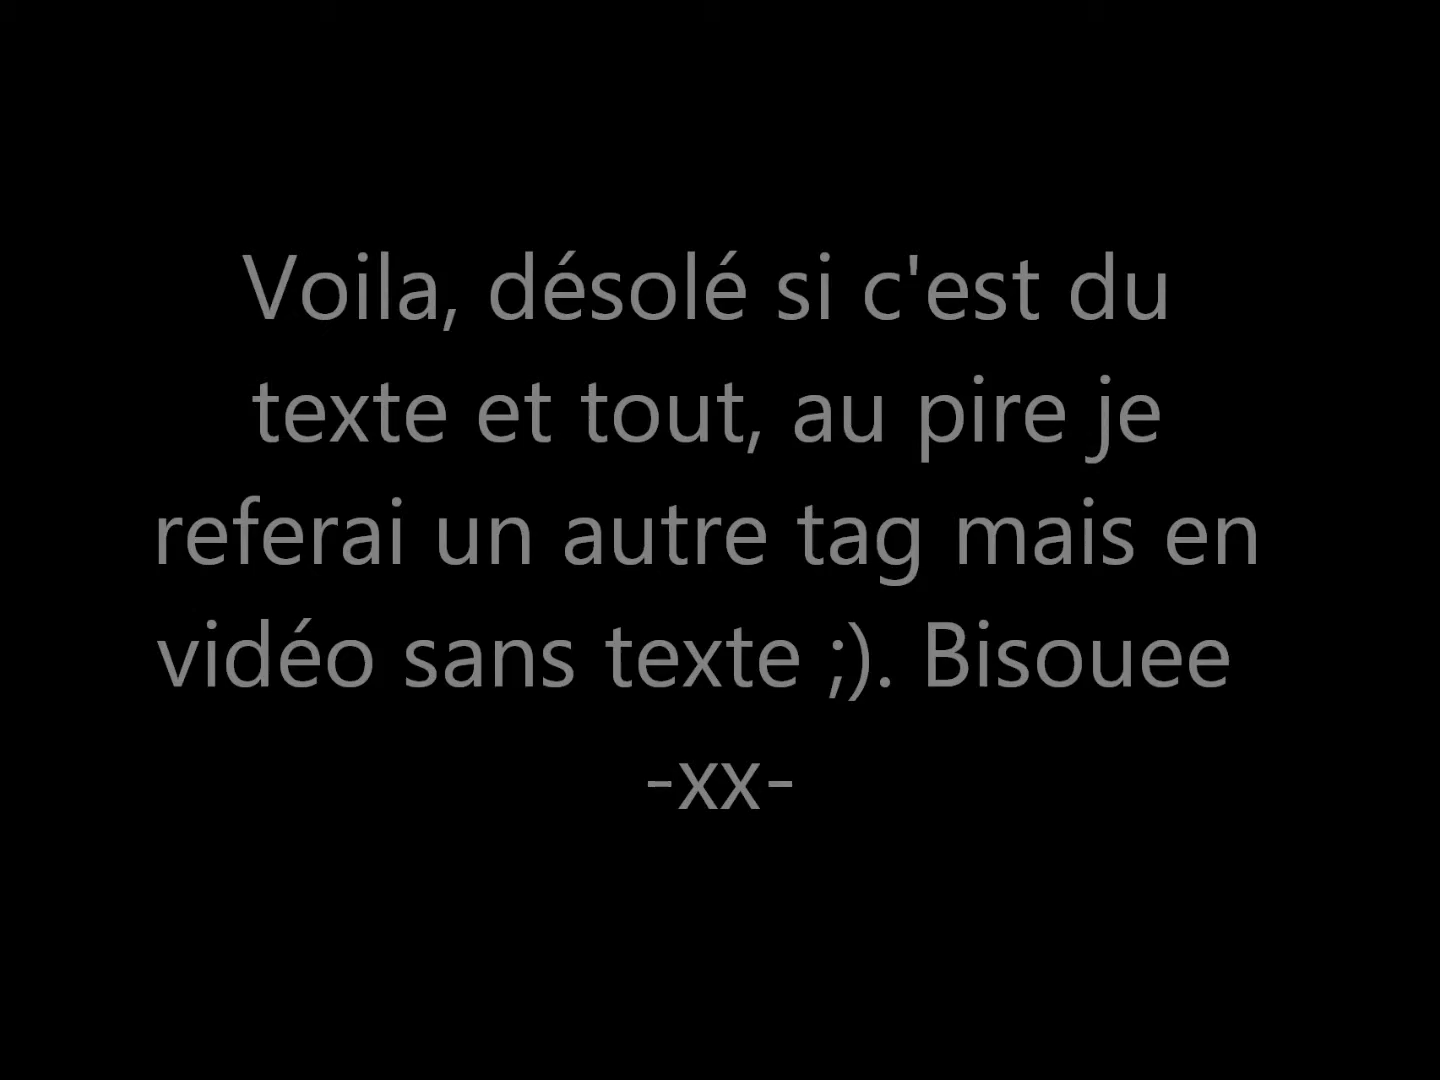 Voila, désolé si c'est du
texte et tout, au pire je
referai un autre tag mais en
vidéo sans texte ;). Bisouee
-xx-